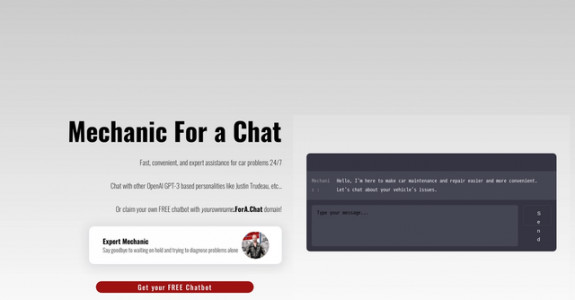 Mechanic For a Chat
Fast, convenient, and expert assistance for car problems 24/7
Chat with other OpenAI GPT-3 based personalities like Justin Trudeau, etc..
Or claim your own FREE chatbot with yourownname.ForA.Chat domain!
Expert Mechanic
Say goodbye to waiting on hold and trying to diagnose problems alone
Get your FREE Chatbot
Mechani
c :
Hello, I'm here to make car maintenance and repair easier and more convenient.
Let's chat about your vehicle's issues.
Type your message...
S
e
n
d